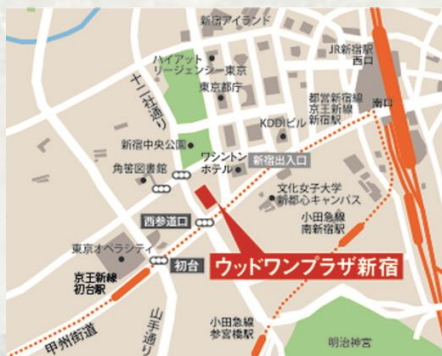 新宿アイランド
ハイアット
リージェンシー東京
JR新宿駅
西口
十二社通り
東京都庁
都営新宿線
京王新線
新宿駅
南口
KDDIビル
新宿中央公園
ワシントン
ホテル
新宿出入口
角筈図書館
文化女子大学
新都心キャンパス
西参道口
小田急線
南新宿駅
東京オペラシティ
初台
ウッドワンプラザ新宿
京王新線
初台駅
山手通り
小田急線
参宮橋駅
甲州街道
明治神宮